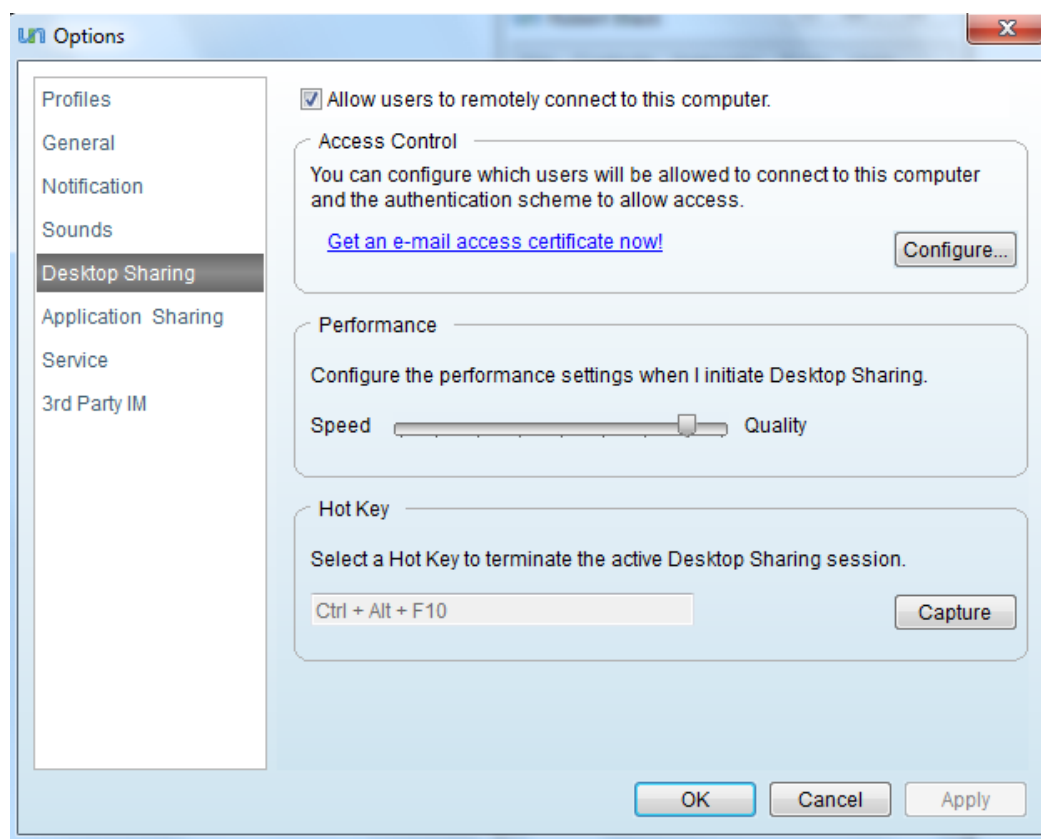 un Options
Profiles
General
Notification
Sounds
Desktop Sharing
Application Sharing
Service
3rd Party IM
Allow users to remotely connect to this computer.
Access Control
You can configure which users will be allowed to connect to this computer
and the authentication scheme to allow access.
Get an e-mail access certificate now!
Configure...
Performance
Configure the performance settings when I initiate Desktop Sharing.
Speed Quality
Hot Key
Select a Hot Key to terminate the active Desktop Sharing session.
Ctrl + Alt + F10
Capture
OK Cancel Apply